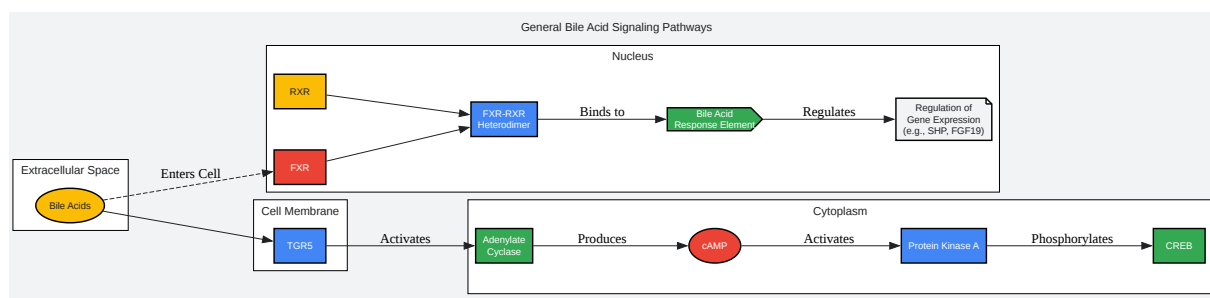 General Bile Acid Signaling Pathways
Nucleus
RXR
FXR-RXR
Heterodimer
Binds to
Bile Acid
Response Element
Regulates
Regulation of
Gene Expression
(e.g., SHP, FGF19)
FXR
Extracellular Space
Enters Cell
Bile Acids
Cell Membrane
TGR5
Activates
Cytoplasm
Adenylate
Cyclase
Produces
cAMP
Activates
Protein Kinase A
Phosphorylates
CREB